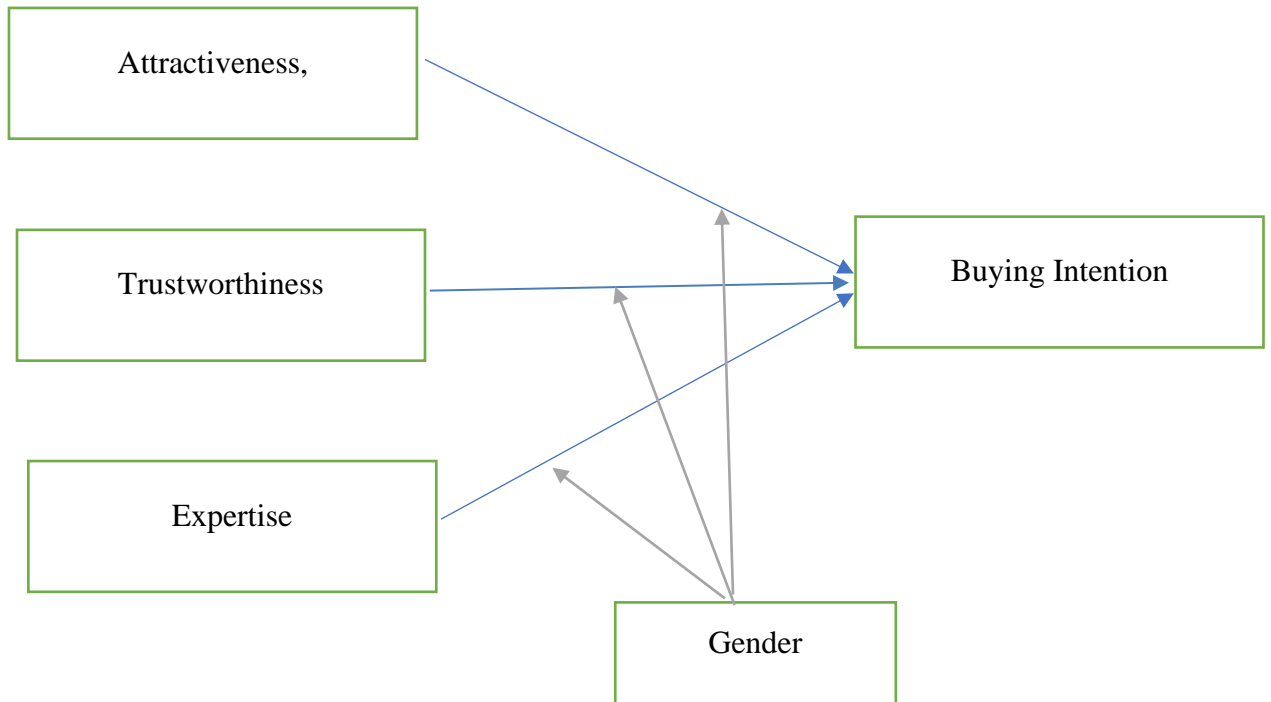 Attractiveness,
Trustworthiness
Buying Intention
Expertise
Gender